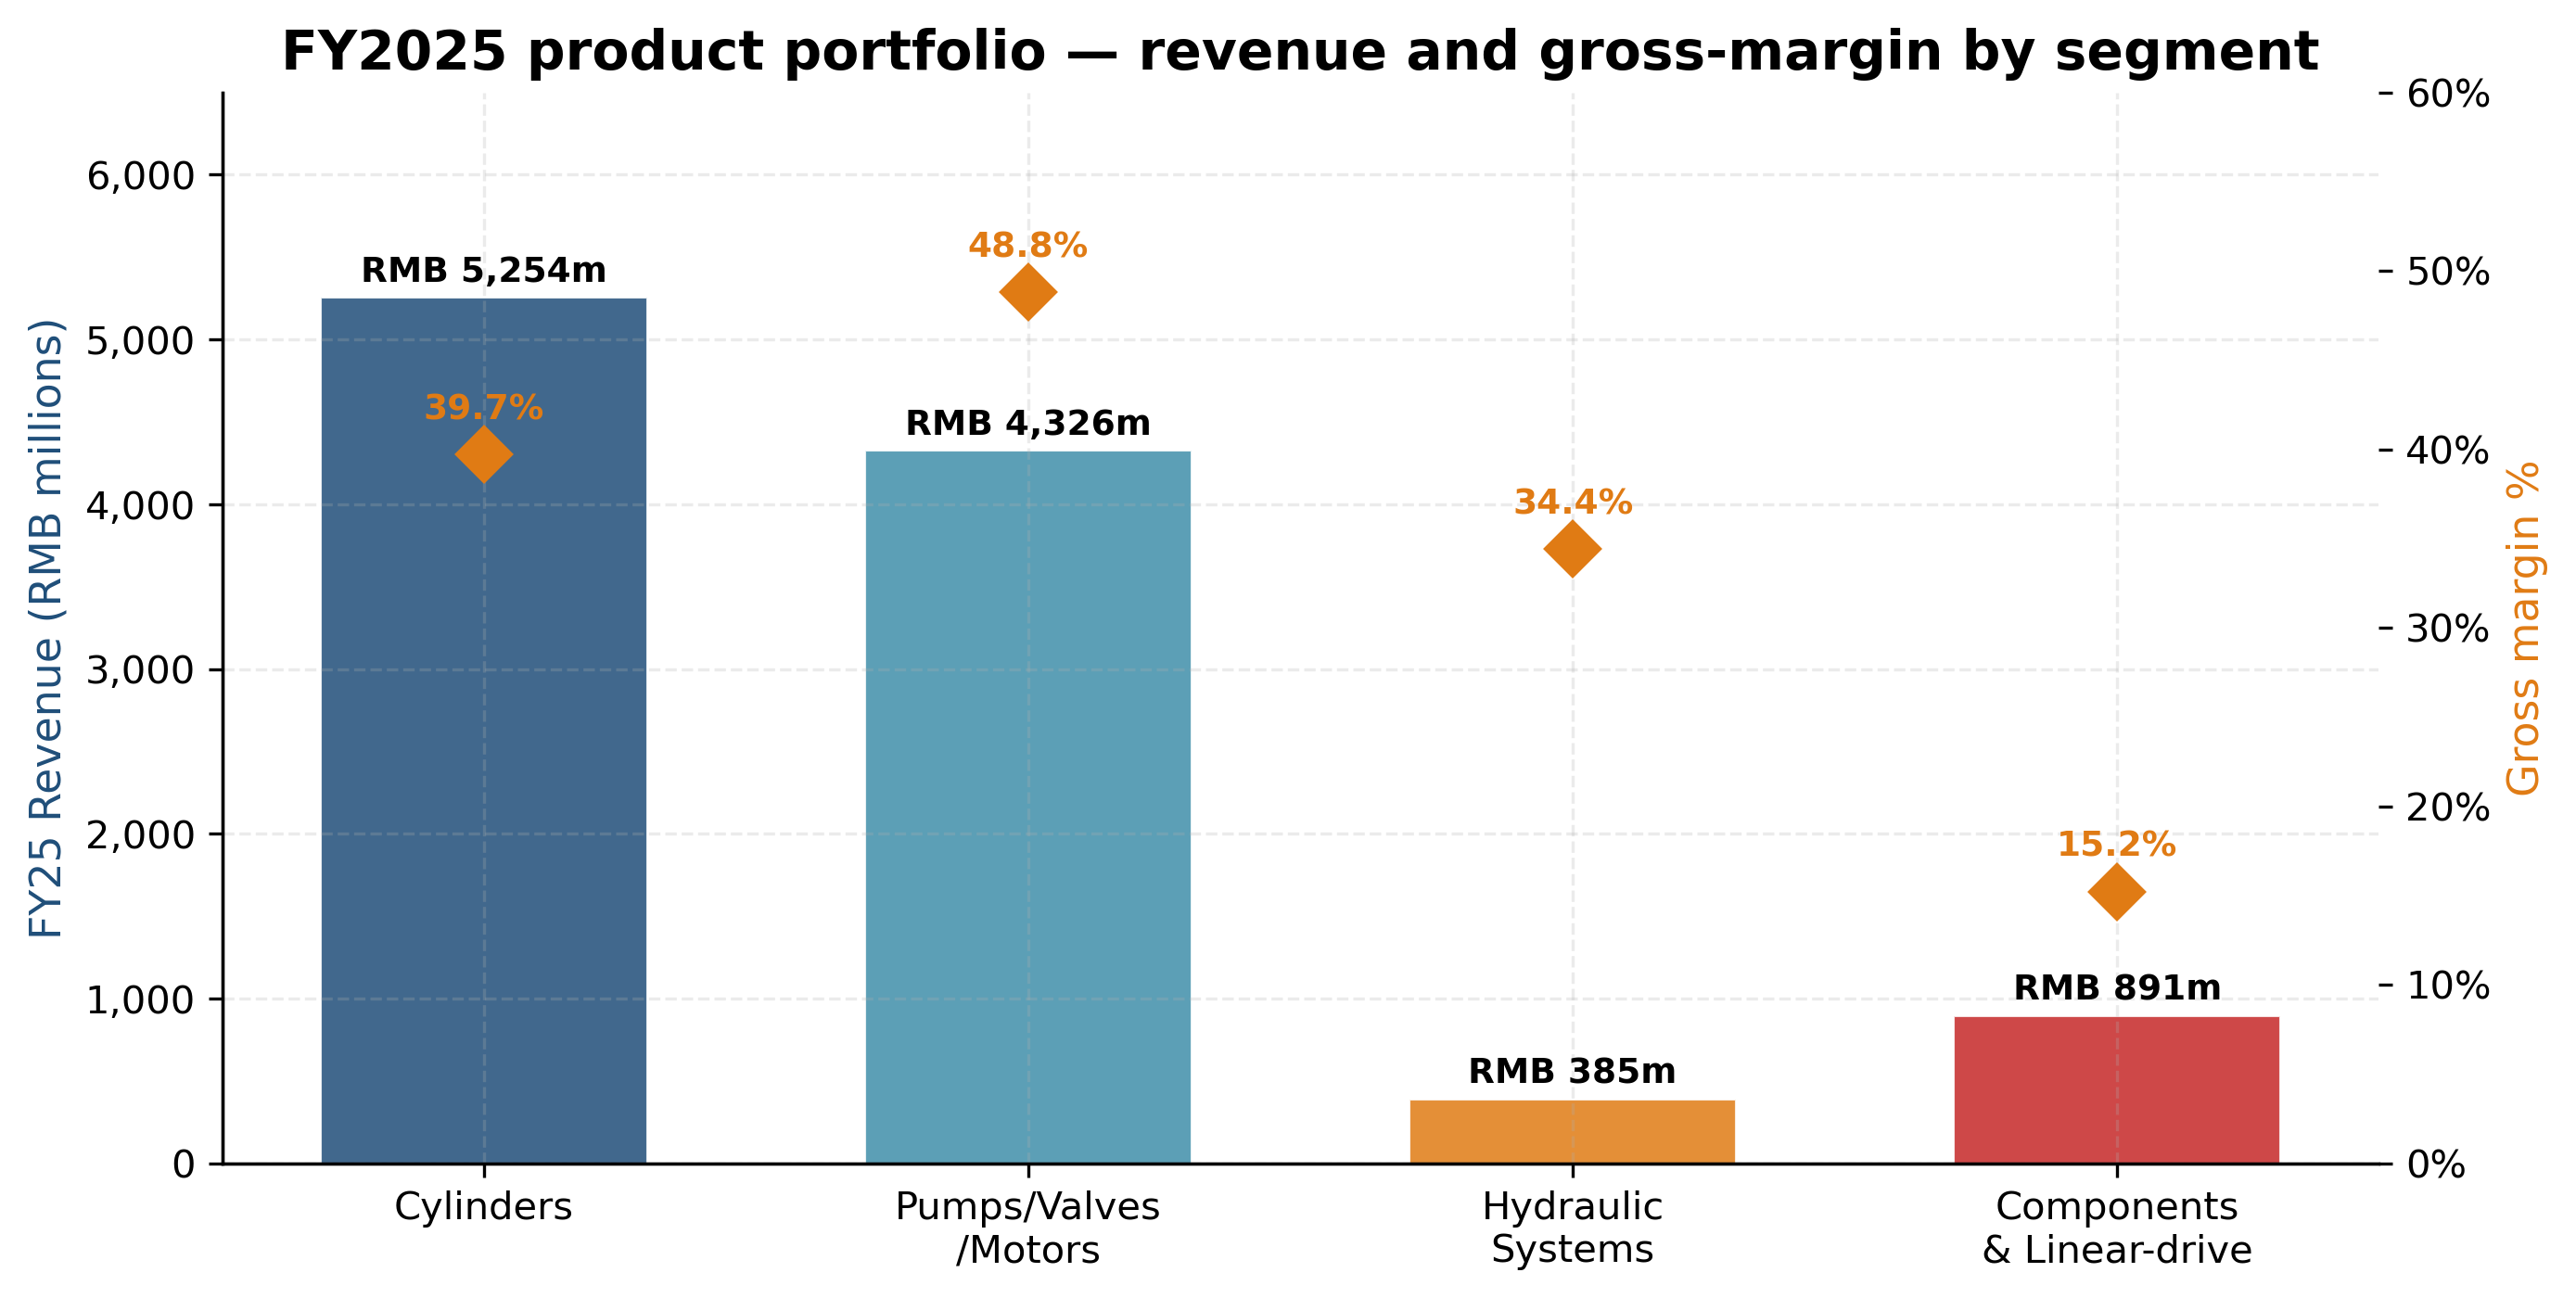 FY2025 product portfolio — revenue and gross-margin by segment
FY25 Revenue (RMB millions)
6,000
5,000
4,000
3,000
2,000
1,000
0
RMB 5,254m
39.7%
48.8%
RMB 4,326m
34.4%
RMB 385m
15.2%
RMB 891m
60%
50%
40%
30%
20%
10%
0%
Gross margin %
Cylinders
Pumps/Valves
/Motors
Hydraulic
Systems
Components
& Linear-drive